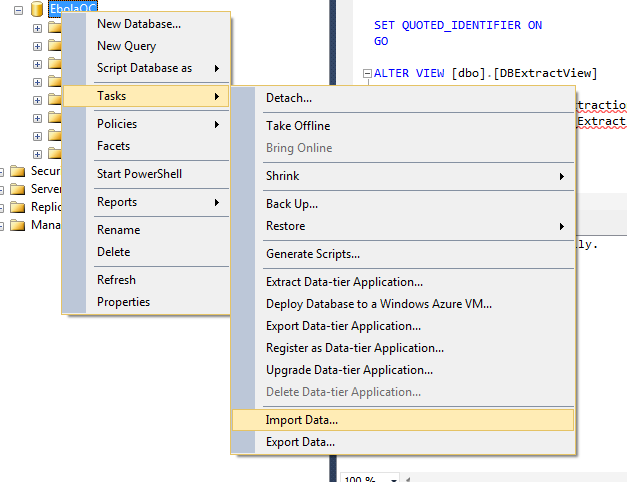 EbolaQC
New Database...
New Query
Script Database as
Tasks
Policies
Facets
Start PowerShell
Reports
Rename
Delete
Refresh
Properties
Secur
Server
Replic
Mana
Detach...
Take Offline
Bring Online
Shrink
Back Up...
Restore
Generate Scripts...
Extract Data-tier Application...
Deploy Database to a Windows Azure VM...
Export Data-tier Application...
Register as Data-tier Application...
Upgrade Data-tier Application...
Delete Data-tier Application...
Import Data...
Export Data...
SET QUOTED_IDENTIFIER ON
GO
ALTER VIEW [dbo].[DBExtractView]
tractio
Extract
ly.
100 %